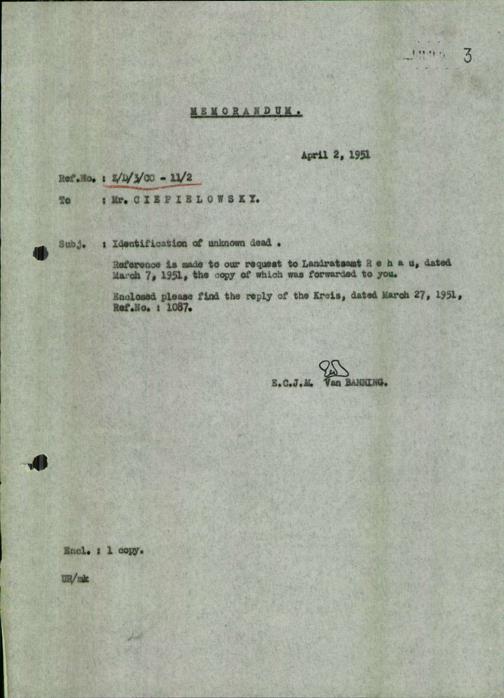 3
MEMORANDUM.
April 2, 1951
Ref.No. : Z/D/3/CC - 11/2
To : Mr. CIEPIELOWSKY.
Subj. : Identification of unknown dead .
Reference is made to our request to Landratsamt R e h a u, dated
March 7, 1951, the copy of which was forwarded to you.
Enclosed please find the reply of the Kreis, dated March 27, 1951,
Ref.No. : 1087.
E.C.J.M. Van BANNING.
Encl. : 1 copy.
UR/mk